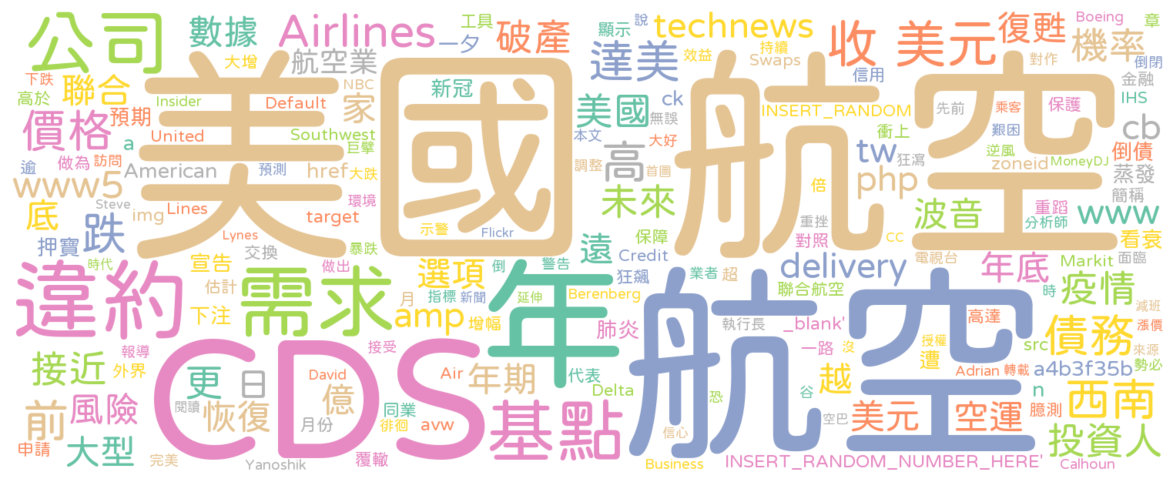 公司
數據
Airlines
一夕
工具
破產
technews
顯示
說
達美
效益
持續
Swaps
收
美元
復甦
Boeing
章
機率
對作
倒閉
下跌
大增
航空業
高於
聯合
Insider
NBC
家
新冠
Default
價格
預期
United
Southwest
巨擘
a
美國
航空
美國
ck
無誤
信用
金融
INSERT_RANDOM
先前
乘客
保護
IHS
衝上
艱困
cb
本文
大好
逾
做為
訪問
American
預測
href
大跌
高
調整
首圖
tw
狂瀉
逆風
MoneyDJ
倒債
蒸發
zoneid
簡稱
www5
Steve
img
Lines
target
環境
未來
倍
php
波音
重蹈
www
分析師
底
押寶
跌
Lynes
交換
暴跌
示警
Flickr
遠
保障
重挫
對照
CC
電視台
看衰
面臨
時代
宣告
做出
選項
倒
警告
Credit
狂飆
業者
超
delivery
聯合航空
年底
Markit
時
疫情
違約
估計
需求
下注
月
指標
新聞
amp
增幅
年
延伸
Berenberg
肺炎
航空
執行長
_blank'
一路
高達
減班
漲價
債務
src
授權
沒
遭
來源
勢必
接近
報導
外界
CDS
接受
更
日
David
Air
年期
代表
Delta
恐
谷
越
Adrian
轉載
a4b3f35b
n
臆測
西南
前
風險
閱讀
恢復
億
月份
同業
徘徊
avw
基點
空巴
美元
空運
投資人
申請
大型
完美
Yanoshik
覆轍
信心
Business
INSERT_RANDOM_NUMBER_HERE'
Calhoun